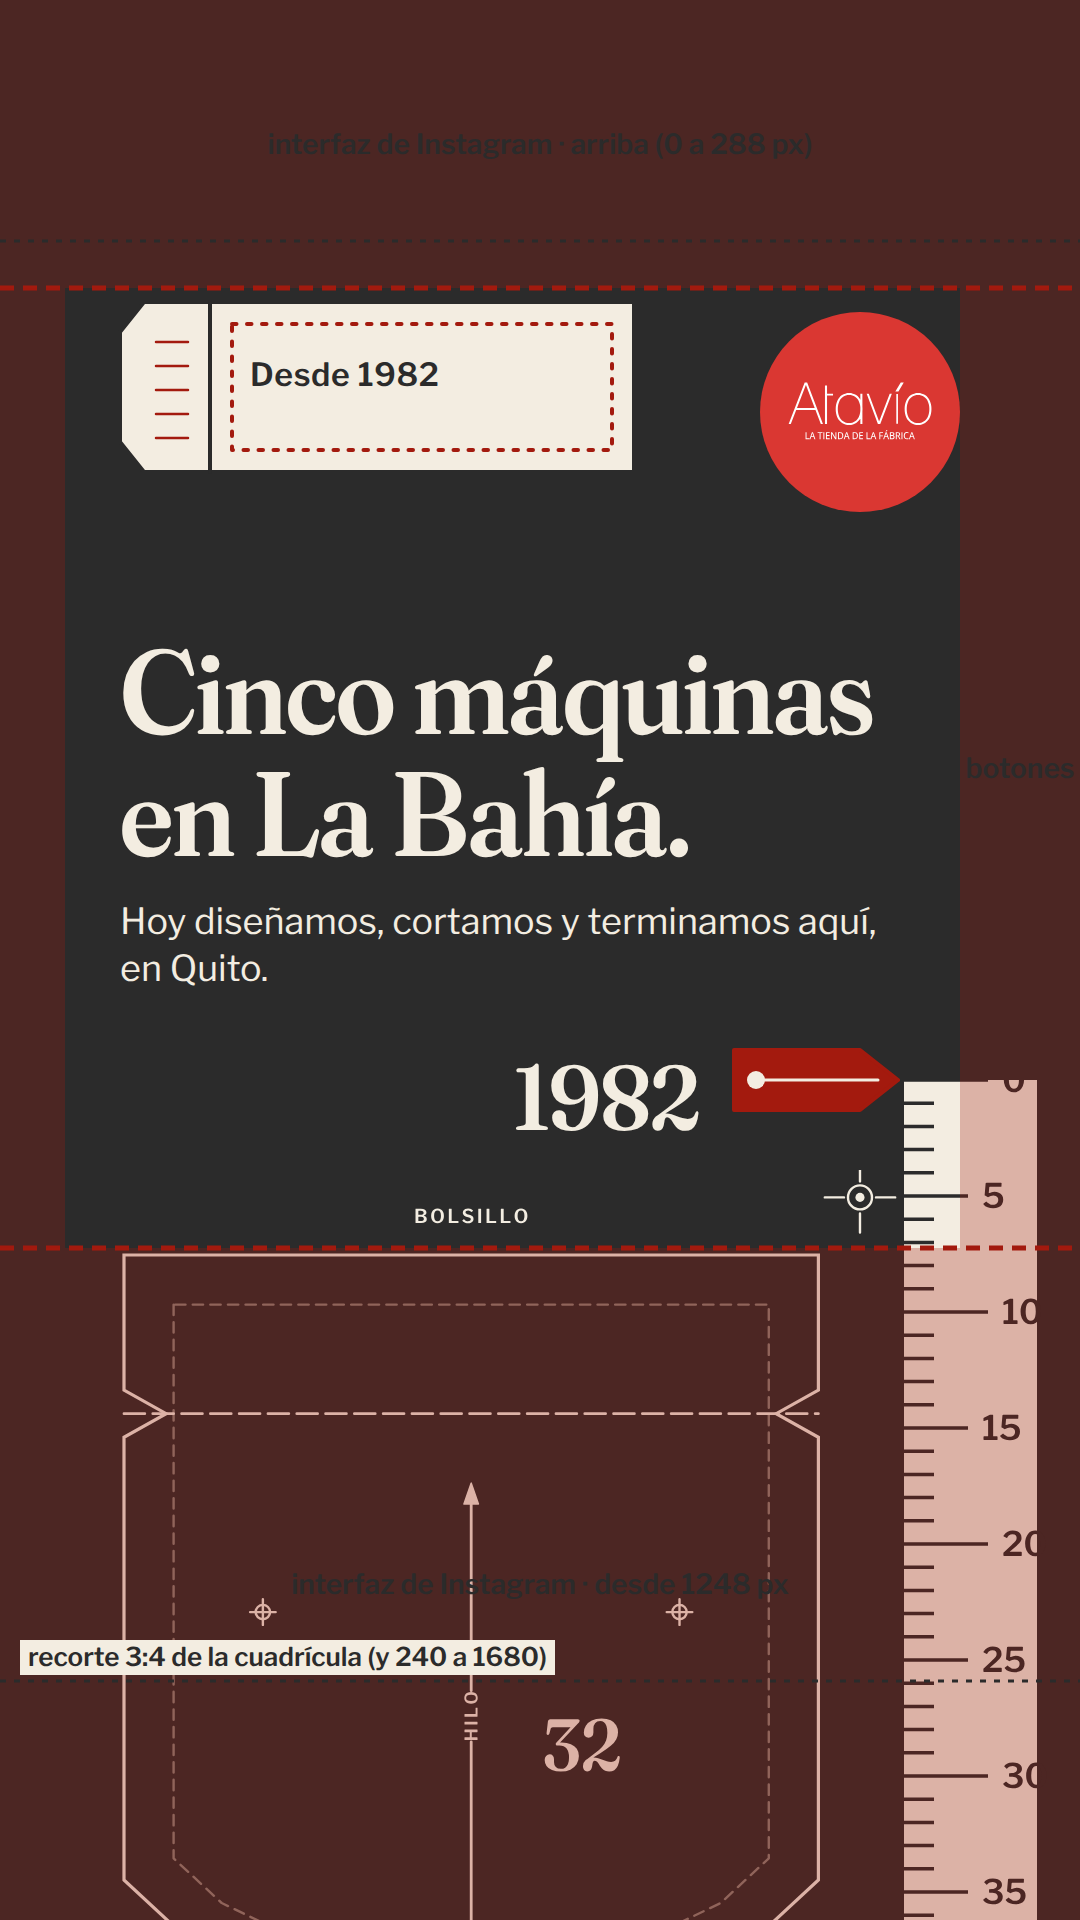 interfaz de Instagram · arriba (0 a 288 px)
Desde 1982
Atavío
LA TIENDA DE LA FÁBRICA
Cinco máquinas
en La Bahía.
botones
Hoy diseñamos, cortamos y terminamos aquí,
en Quito.
1982
0
5
BOLSILLO
10
15
20
interfaz de Instagram · desde 1248 px
recorte 3:4 de la cuadrícula (y 240 a 1680)
25
HILO
32
30
35